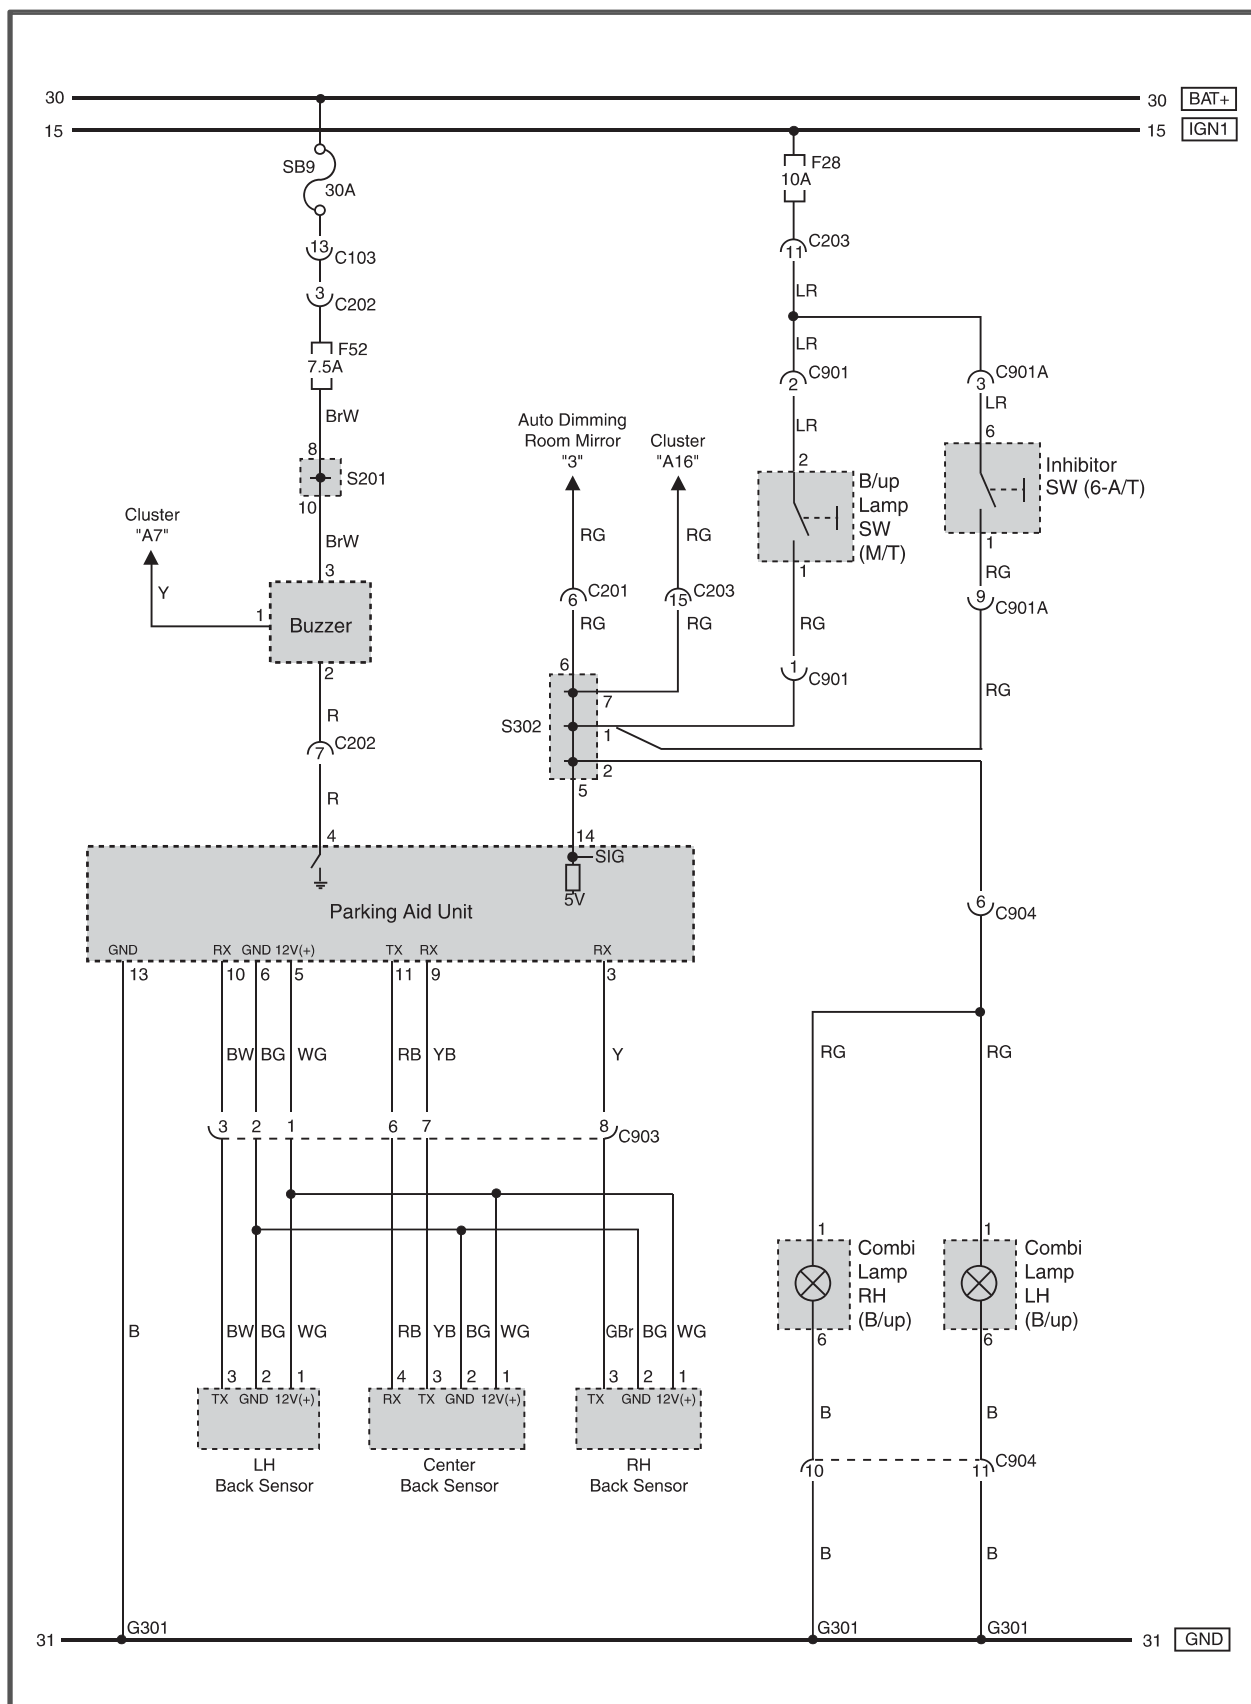 30
30 BAT+
15
15 IGN1
SB9
30A
F28
10A
13
C103
C203
11
3
C202
LR
F52
7.5A
LR
C901
2
C901A
3
BrW
LR
LR
Auto Dimming
Room Mirror
"3"
Cluster
"A16"
8
S201
10
2
B/up
Lamp
SW
(M/T)
1
6
Inhibitor
SW (6-A/T)
1
Cluster
"A7"
Y
BrW
RG
RG
RG
3
1
Buzzer
2
C201
6
C203
15
9
C901A
RG
RG
RG
1
C901
RG
6
7
S302
1
2
5
R
C202
7
R
4
14
SIG
5V
Parking Aid Unit
6
C904
GND
RX
GND
12V(+)
TX
RX
RX
13
10
6
5
11
9
3
BW
BG
WG
RB
YB
Y
RG
RG
3
2
1
6
7
8
C903
1
Combi
Lamp
RH
(B/up)
6
1
Combi
Lamp
LH
(B/up)
6
B
BW
BG
WG
RB
YB
BG
WG
GBr
BG
WG
3
2
1
4
3
2
1
3
2
1
TX
GND
12V(+)
RX
TX
GND
12V(+)
TX
GND
12V(+)
B
B
LH
Back Sensor
Center
Back Sensor
RH
Back Sensor
10
11
C904
B
B
G301
G301
G301
31
31 GND